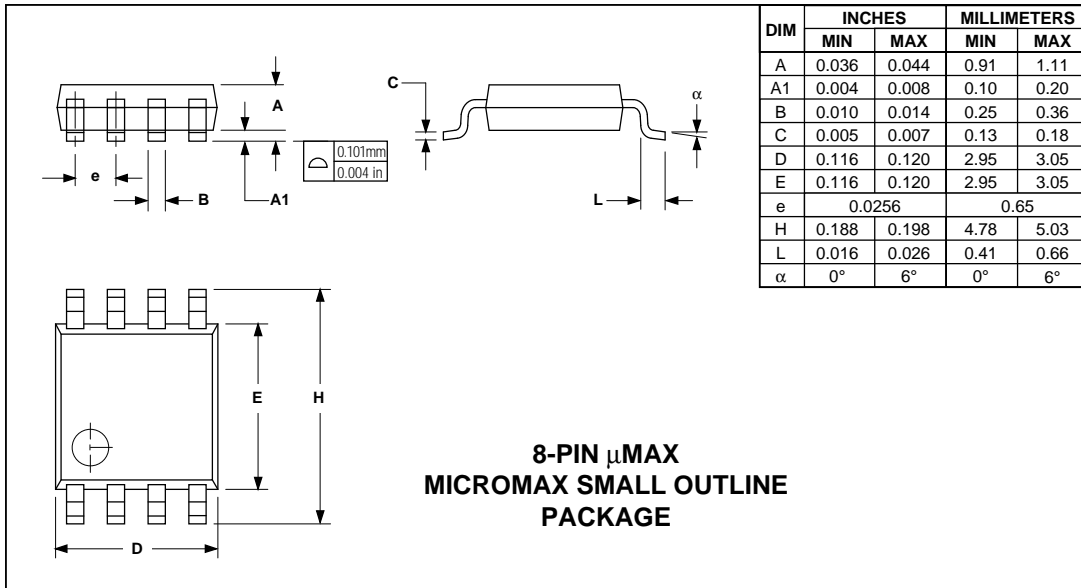 DIM INCHES MILLIMETERS
MIN MAX MIN MAX
A 0.036 0.044 0.91 1.11
A1 0.004 0.008 0.10 0.20
B 0.010 0.014 0.25 0.36
C 0.005 0.007 0.13 0.18
D 0.116 0.120 2.95 3.05
E 0.116 0.120 2.95 3.05
e 0.0256 0.65
H 0.188 0.198 4.78 5.03
L 0.016 0.026 0.41 0.66
α 0° 6° 0° 6°
C
α
A
0.101mm
0.004 in
e
B
A1
L
E
H
D
8-PIN µMAX
MICROMAX SMALL OUTLINE
PACKAGE